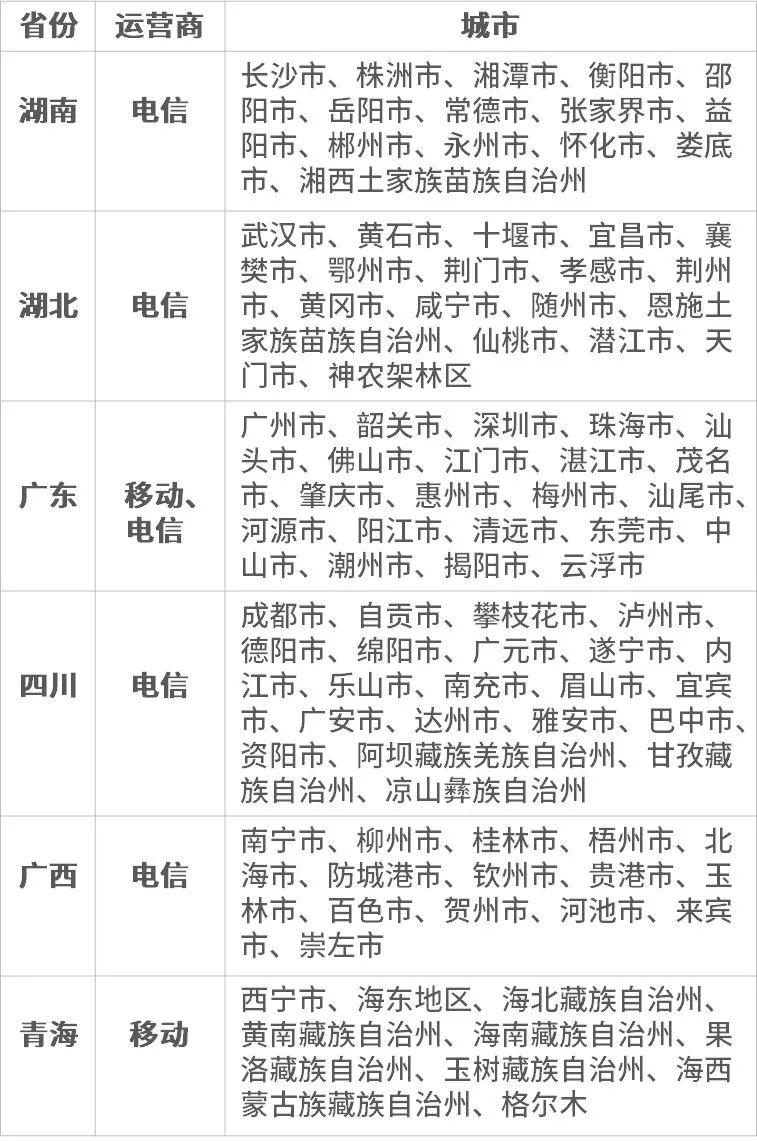 省份 运营商 城市
长沙市、株洲市、湘潭市、衡阳市、邵
湖南 电信 阳市、岳阳市、常德市、张家界市、益
阳市、郴州市、永州市、怀化市、娄底
市、湘西土家族苗族自治州
武汉市、黄石市、十堰市、宜昌市、襄
樊市、鄂州市、荆门市、孝感市、荆州
湖北 电信 市、黄冈市、咸宁市、随州市、恩施土
家族苗族自治州、仙桃市、潜江市、天
门市、神农架林区
广州市、韶关市、深圳市、珠海市、汕
头市、佛山市、江门市、湛江市、茂名
广东 移动、 市、肇庆市、惠州市、梅州市、汕尾市、
电信 河源市、阳江市、清远市、东莞市、中
山市、潮州市、揭阳市、云浮市
成都市、自贡市、攀枝花市、泸州市、
德阳市、绵阳市、广元市、遂宁市、内
四川 电信 江市、乐山市、南充市、眉山市、宜宾
市、广安市、达州市、雅安市、巴中市、
资阳市、阿坝藏族羌族自治州、甘孜藏
族自治州、凉山彝族自治州
南宁市、柳州市、桂林市、梧州市、北
广西 电信 海市、防城港市、钦州市、贵港市、玉
林市、百色市、贺州市、河池市、来宾
市、崇左市
西宁市、海东地区、海北藏族自治州、
青海 移动 黄南藏族自治州、海南藏族自治州、果
洛藏族自治州、玉树藏族自治州、海西
蒙古族藏族自治州、格尔木